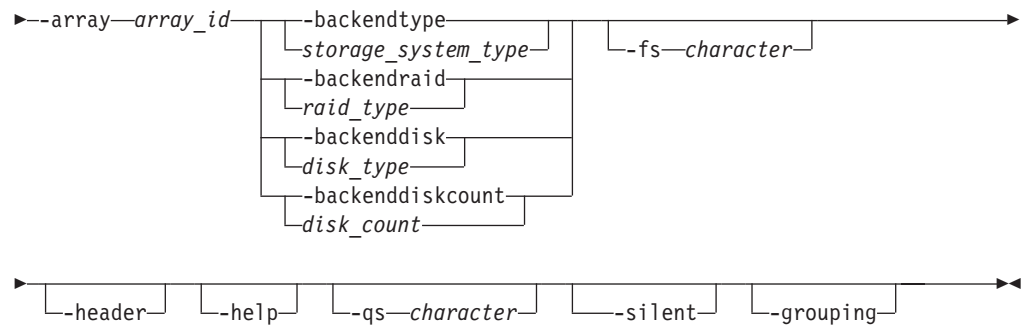 -array array_id -backendtype
storage_system_type -fs character
-backendraid
raid_type
-backenddisk
disk_type
-backenddiskcount
disk_count
-header -help -qs character -silent -grouping